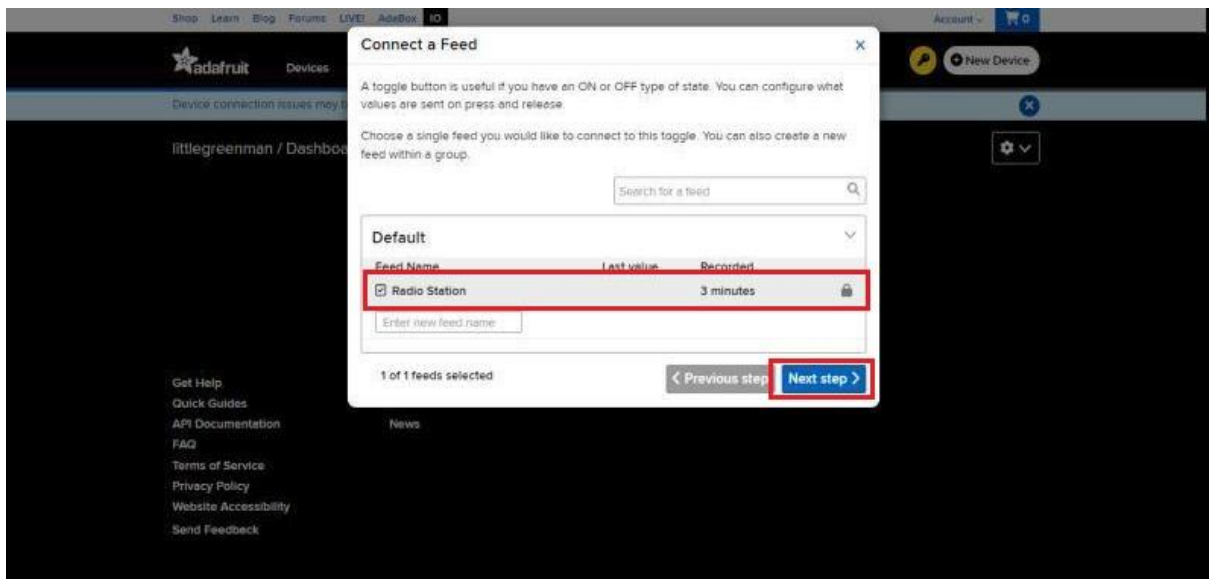 Shop Learn Blog Forums LIVE! AdaBox IO Account 0
adafruit Devices New Device
Device connection issues may
littlegreenman / Dashboa
Connect a Feed
A toggle button is useful if you have an ON or OFF type of state. You can configure what
values are sent on press and release.
Choose a single feed you would like to connect to this toggle. You can also create a new
feed within a group.
Search for a feed
Default
Feed Name Last value Recorded
Radio Station 3 minutes
Enter new feed name
1 of 1 feeds selected
Previous step Next step
Get Help
Quick Guides
API Documentation News
FAQ
Terms of Service
Privacy Policy
Website Accessibility
Send Feedback